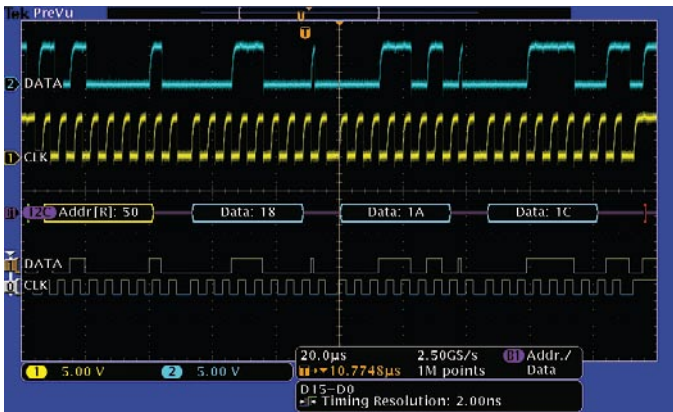 Tek PreVu
T
2 DATA
1 CLK
B1 I2C Addr[R]: 50 Data: 18 Data: 1A Data: 1C
1 DATA
0 CLK
1 5.00 V 2 5.00 V
20.0µs 2.50GS/s B1 Addr./
10.7748µs 1M points Data
D15-D0
Timing Resolution: 2.00ns